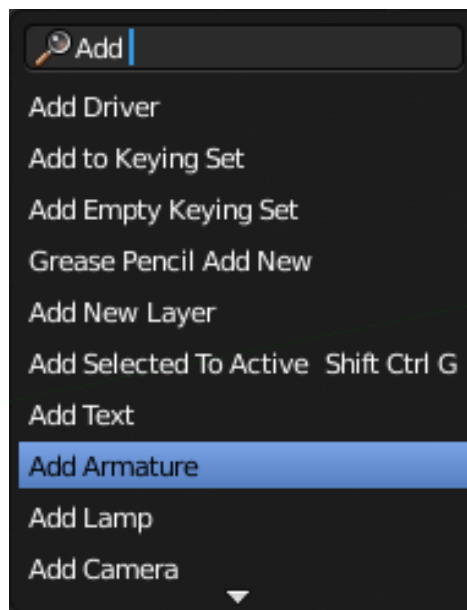 Add
Add Driver
Add to Keying Set
Add Empty Keying Set
Grease Pencil Add New
Add New Layer
Add Selected To Active Shift Ctrl G
Add Text
Add Armature
Add Lamp
Add Camera